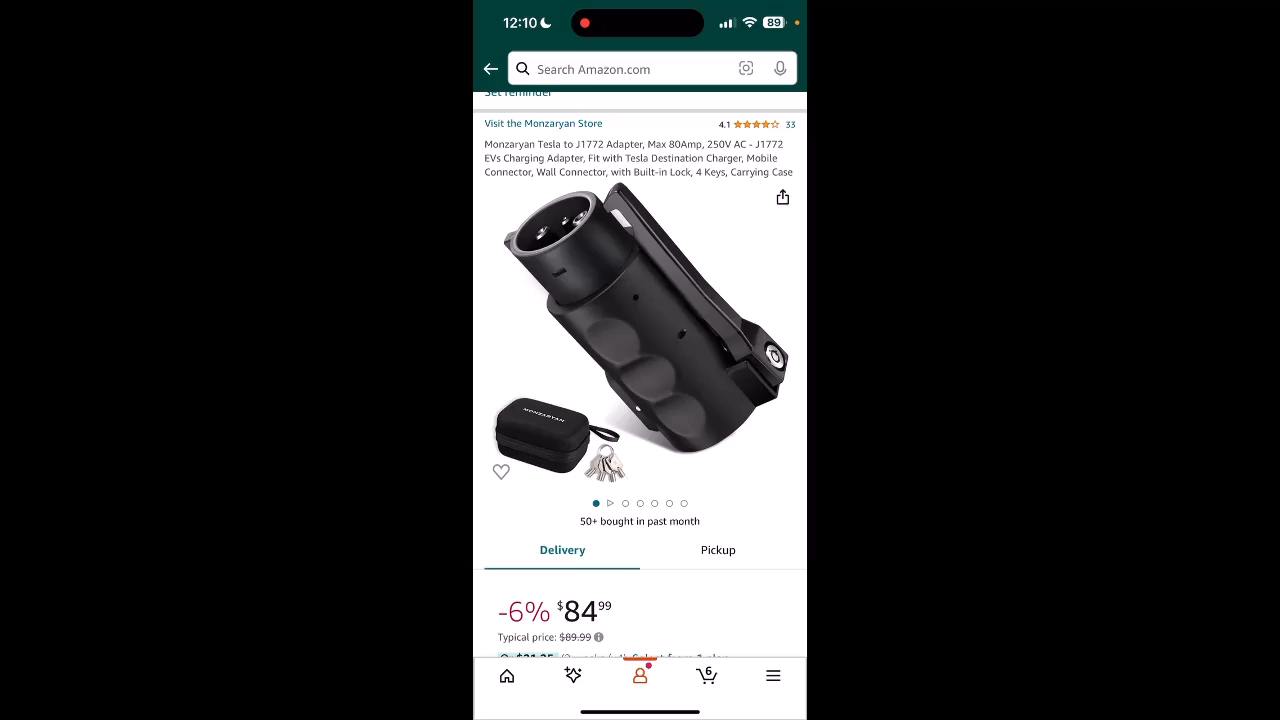 12:10
89
Search Amazon.com
Set reminder
Visit the Monzaryan Store
4.1
33
Monzaryan Tesla to J1772 Adapter, Max 80Amp, 250V AC - J1772
EVs Charging Adapter, Fit with Tesla Destination Charger, Mobile
Connector, Wall Connector, with Built-in Lock, 4 Keys, Carrying Case
MONZARYAN
50+ bought in past month
Delivery
Pickup
-6% $84.99
Typical price: $89.99
6